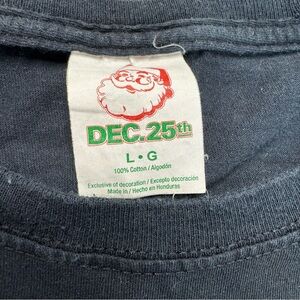 DEC.25th
L • G
100% Cotton / Algodón
Exclusive of decoration / Excepto decoración
Made in / Hecho en Honduras